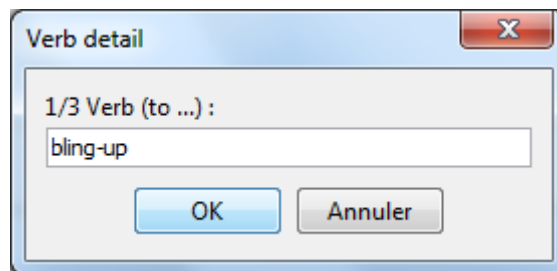 Verb detail
1/3 Verb (to ...) :
bling-up
OK Annuler